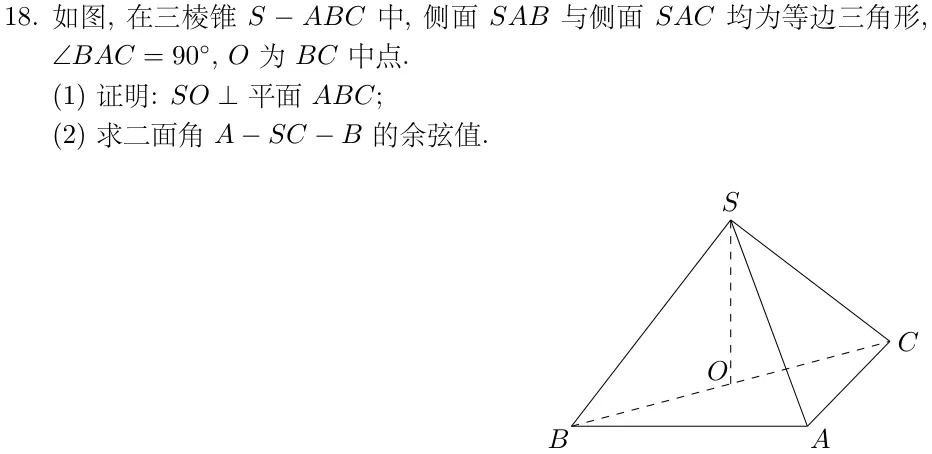 18. 如图, 在三棱锥 S − ABC 中, 侧面 SAB 与侧面 SAC 均为等边三角形,
∠BAC = 90°, O 为 BC 中点.
(1) 证明: SO ⊥ 平面 ABC;
(2) 求二面角 A − SC − B 的余弦值.
S
C
O
B
A